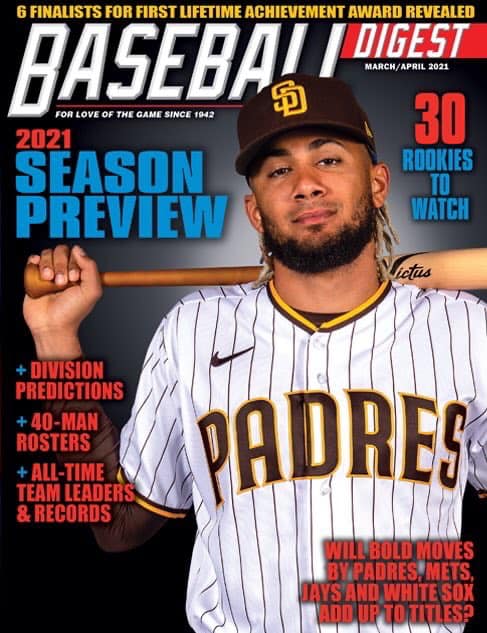 6 FINALISTS FOR FIRST LIFETIME ACHIEVEMENT AWARD REVEALED
BASEBALL
DIGEST
MARCH/APRIL 2021
FOR LOVE OF THE GAME SINCE 1942
2021
SEASON
PREVIEW
30
ROOKIES
TO
WATCH
SD
Victus
+ DIVISION
PREDICTIONS
+ 40-MAN
ROSTERS
+ ALL-TIME
TEAM LEADERS
& RECORDS
PADRES
WILL BOLD MOVES
BY PADRES, METS,
JAYS AND WHITE SOX
ADD UP TO TITLES?